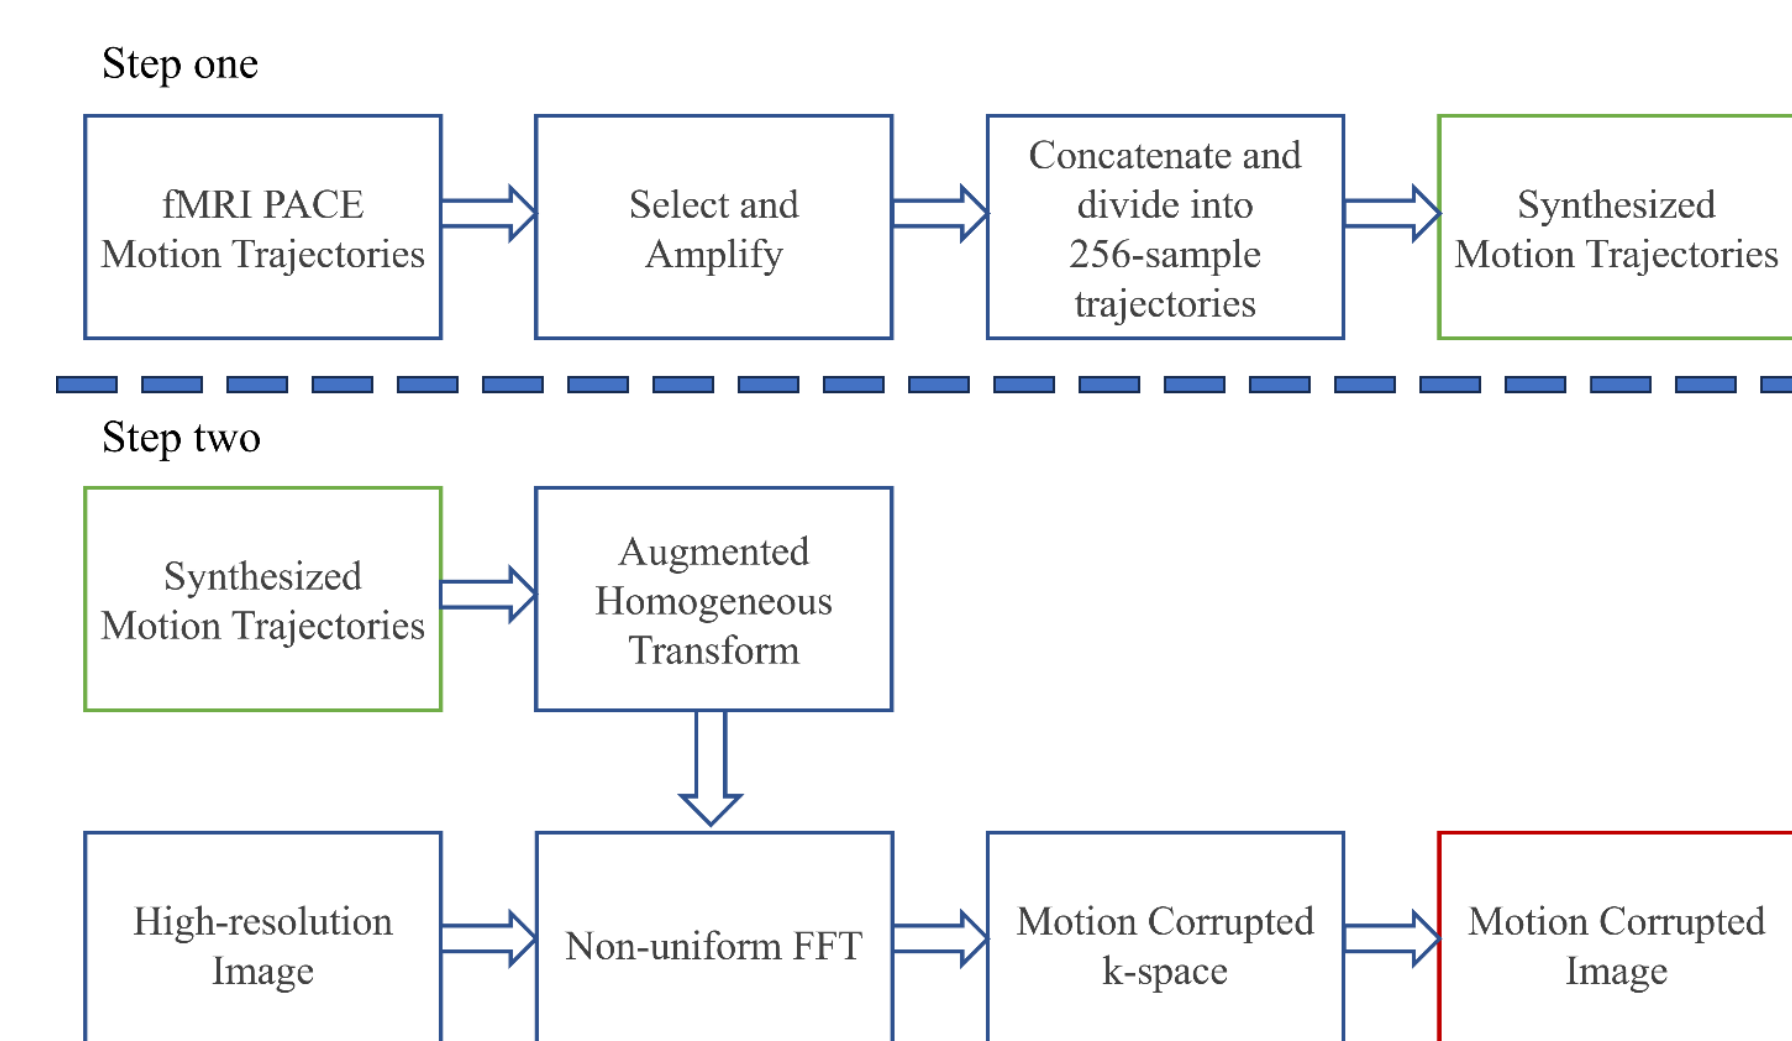 Step one
fMRI PACE
Motion Trajectories
Select and
Amplify
Concatenate and
divide into
256-sample
trajectories
Synthesized
Motion Trajectories
Step two
Synthesized
Motion Trajectories
Augmented
Homogeneous
Transform
High-resolution
Image
Non-uniform FFT
Motion Corrupted
k-space
Motion Corrupted
Image